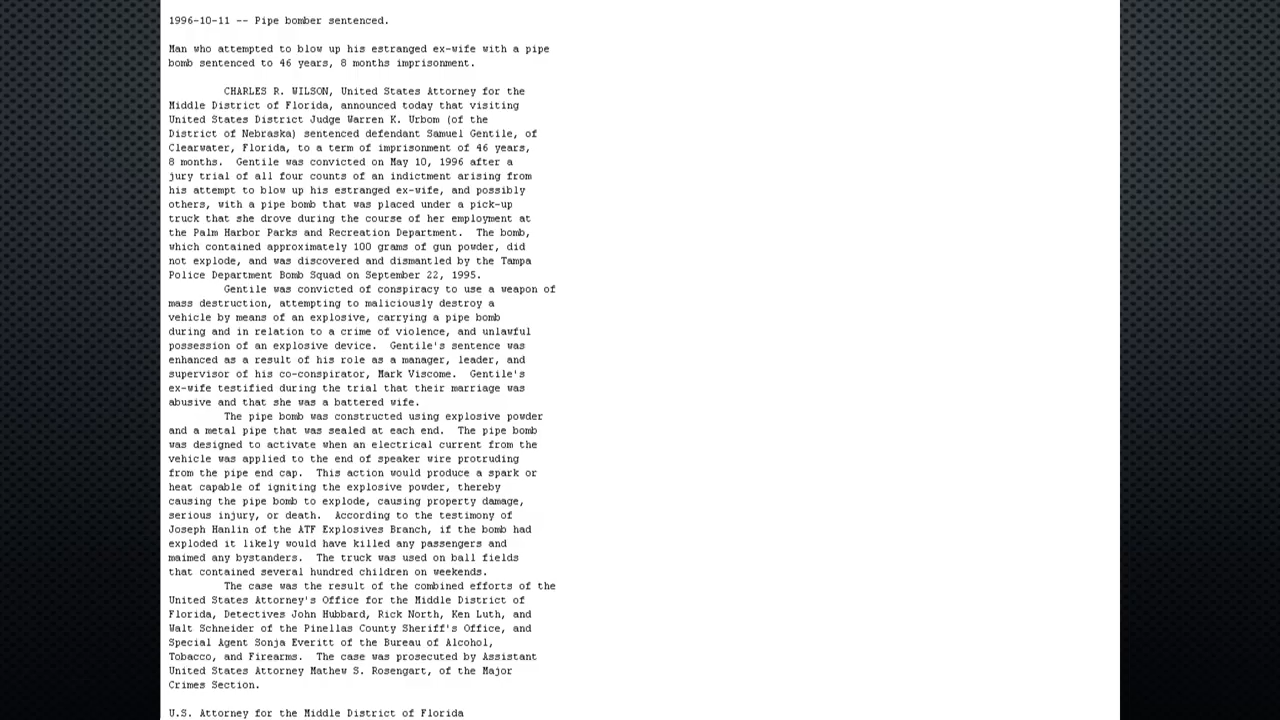 1996-10-11 -- Pipe bomber sentenced.
Man who attempted to blow up his estranged ex-wife with a pipe
bomb sentenced to 46 years, 8 months imprisonment.
CHARLES R. WILSON, United States Attorney for the
Middle District of Florida, announced today that visiting
United States District Judge Warren K. Urbom (of the
District of Nebraska) sentenced defendant Samuel Gentile, of
Clearwater, Florida, to a term of imprisonment of 46 years,
8 months.  Gentile was convicted on May 10, 1996 after a
jury trial of all four counts of an indictment arising from
his attempt to blow up his estranged ex-wife, and possibly
others, with a pipe bomb that was placed under a pick-up
truck that she drove during the course of her employment at
the Palm Harbor Parks and Recreation Department.  The bomb,
which contained approximately 100 grams of gun powder, did
not explode, and was discovered and dismantled by the Tampa
Police Department Bomb Squad on September 22, 1995.
Gentile was convicted of conspiracy to use a weapon of
mass destruction, attempting to maliciously destroy a
vehicle by means of an explosive, carrying a pipe bomb
during and in relation to a crime of violence, and unlawful
possession of an explosive device.  Gentile's sentence was
enhanced as a result of his role as a manager, leader, and
supervisor of his co-conspirator, Mark Viscome.  Gentile's
ex-wife testified during the trial that their marriage was
abusive and that she was a battered wife.
The pipe bomb was constructed using explosive powder
and a metal pipe that was sealed at each end.  The pipe bomb
was designed to activate when an electrical current from the
vehicle was applied to the end of speaker wire protruding
from the pipe end cap.  This action would produce a spark or
heat capable of igniting the explosive powder, thereby
causing the pipe bomb to explode, causing property damage,
serious injury, or death.  According to the testimony of
Joseph Hanlin of the ATF Explosives Branch, if the bomb had
exploded it likely would have killed any passengers and
maimed any bystanders.  The truck was used on ball fields
that contained several hundred children on weekends.
The case was the result of the combined efforts of the
United States Attorney's Office for the Middle District of
Florida, Detectives John Hubbard, Rick North, Ken Luth, and
Walt Schneider of the Pinellas County Sheriff's Office, and
Special Agent Sonja Everitt of the Bureau of Alcohol,
Tobacco, and Firearms.  The case was prosecuted by Assistant
United States Attorney Mathew S. Rosengart, of the Major
Crimes Section.
U.S. Attorney for the Middle District of Florida